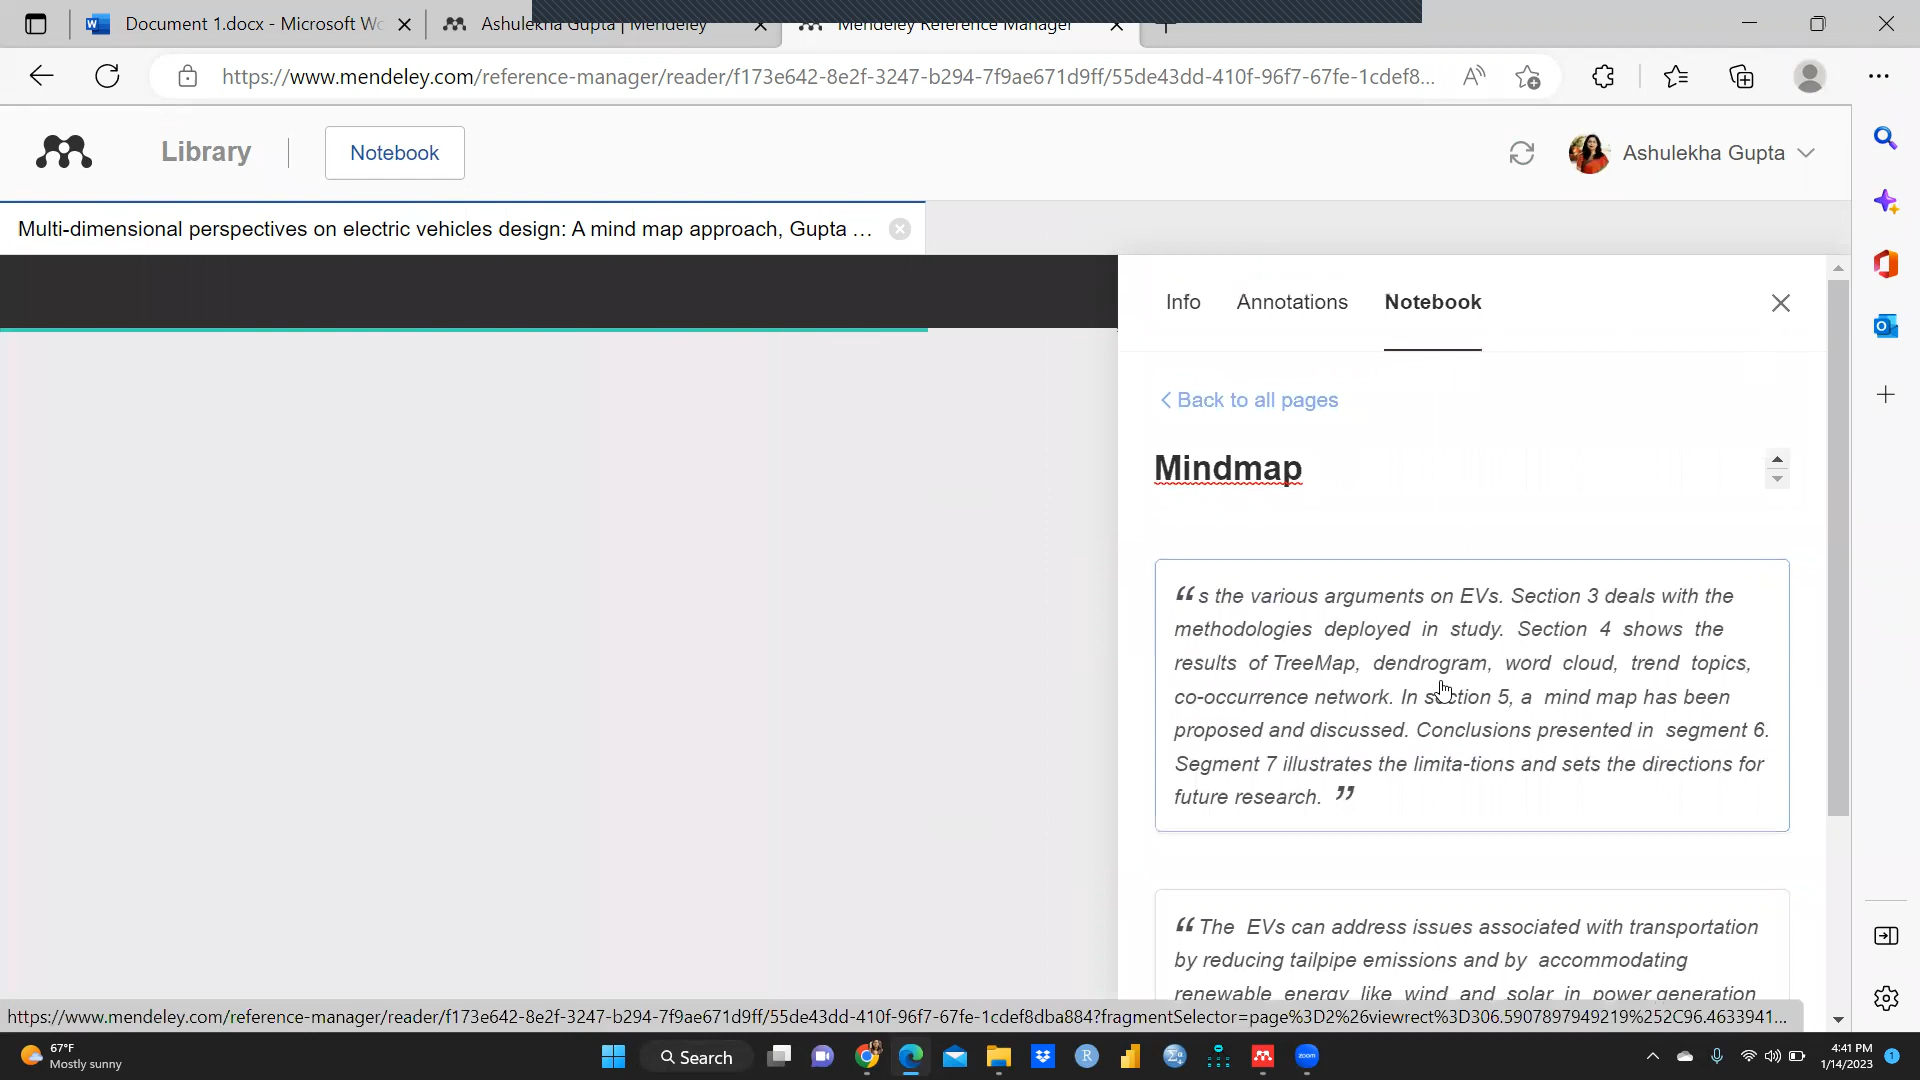 Document 1.docx - Microsoft Wo
Ashulekha Gupta | Mendeley
Mendeley Reference Manager
https://www.mendeley.com/reference-manager/reader/f173e642-8e2f-3247-b294-7f9ae671d9ff/55de43dd-410f-96f7-67fe-1cdef8...
Library
Notebook
Ashulekha Gupta
Multi-dimensional perspectives on electric vehicles design: A mind map approach, Gupta ...
Info
Annotations
Notebook
Back to all pages
Mindmap
“ s the various arguments on EVs. Section 3 deals with the
methodologies deployed in study. Section 4 shows the
results of TreeMap, dendrogram, word cloud, trend topics,
co-occurrence network. In section 5, a mind map has been
proposed and discussed. Conclusions presented in segment 6.
Segment 7 illustrates the limita-tions and sets the directions for
future research. ”
“ The EVs can address issues associated with transportation
by reducing tailpipe emissions and by accommodating
renewable energy like wind and solar in power generation
https://www.mendeley.com/reference-manager/reader/f173e642-8e2f-3247-b294-7f9ae671d9ff/55de43dd-410f-96f7-67fe-1cdef8dba884?fragmentSelector=page%3D2%26viewrect%3D306.5907897949219%252C96.4633941...
67°F
Mostly sunny
Search
zoom
4:41 PM
1/14/2023
1